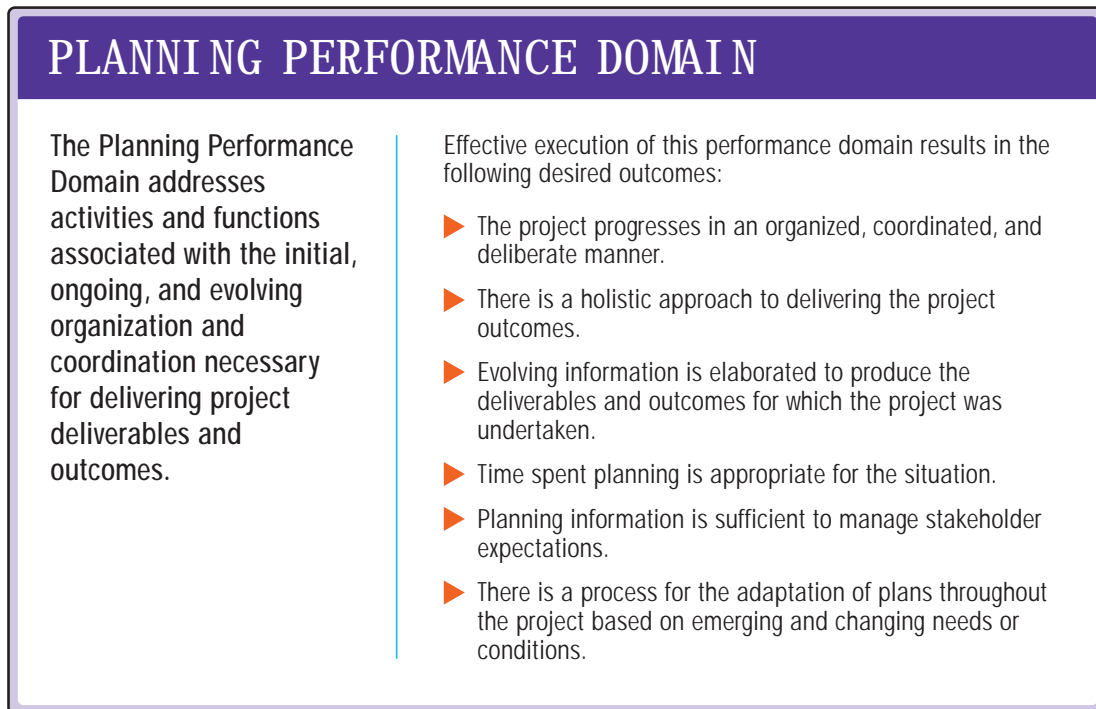 PLANNING PERFORMANCE DOMAIN
The Planning Performance
Domain addresses
activities and functions
associated with the initial,
ongoing, and evolving
organization and
coordination necessary
for delivering project
deliverables and
outcomes.
Effective execution of this performance domain results in the
following desired outcomes:
The project progresses in an organized, coordinated, and
deliberate manner.
There is a holistic approach to delivering the project
outcomes.
Evolving information is elaborated to produce the
deliverables and outcomes for which the project was
undertaken.
Time spent planning is appropriate for the situation.
Planning information is sufficient to manage stakeholder
expectations.
There is a process for the adaptation of plans throughout
the project based on emerging and changing needs or
conditions.